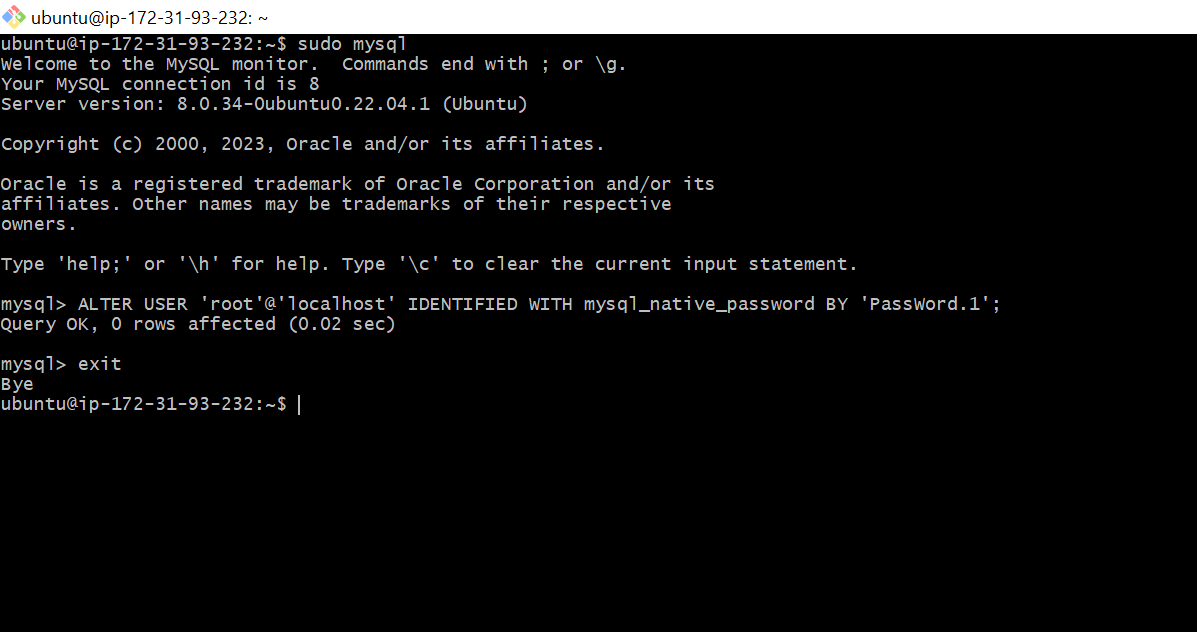 ubuntu@ip-172-31-93-232: ~
ubuntu@ip-172-31-93-232:~$ sudo mysql
Welcome to the MySQL monitor.  Commands end with ; or \g.
Your MySQL connection id is 8
Server version: 8.0.34-0ubuntu0.22.04.1 (Ubuntu)
Copyright (c) 2000, 2023, Oracle and/or its affiliates.
Oracle is a registered trademark of Oracle Corporation and/or its
affiliates. Other names may be trademarks of their respective
owners.
Type 'help;' or '\h' for help. Type '\c' to clear the current input statement.
mysql> ALTER USER 'root'@'localhost' IDENTIFIED WITH mysql_native_password BY 'PassWord.1';
Query OK, 0 rows affected (0.02 sec)
mysql> exit
Bye
ubuntu@ip-172-31-93-232:~$